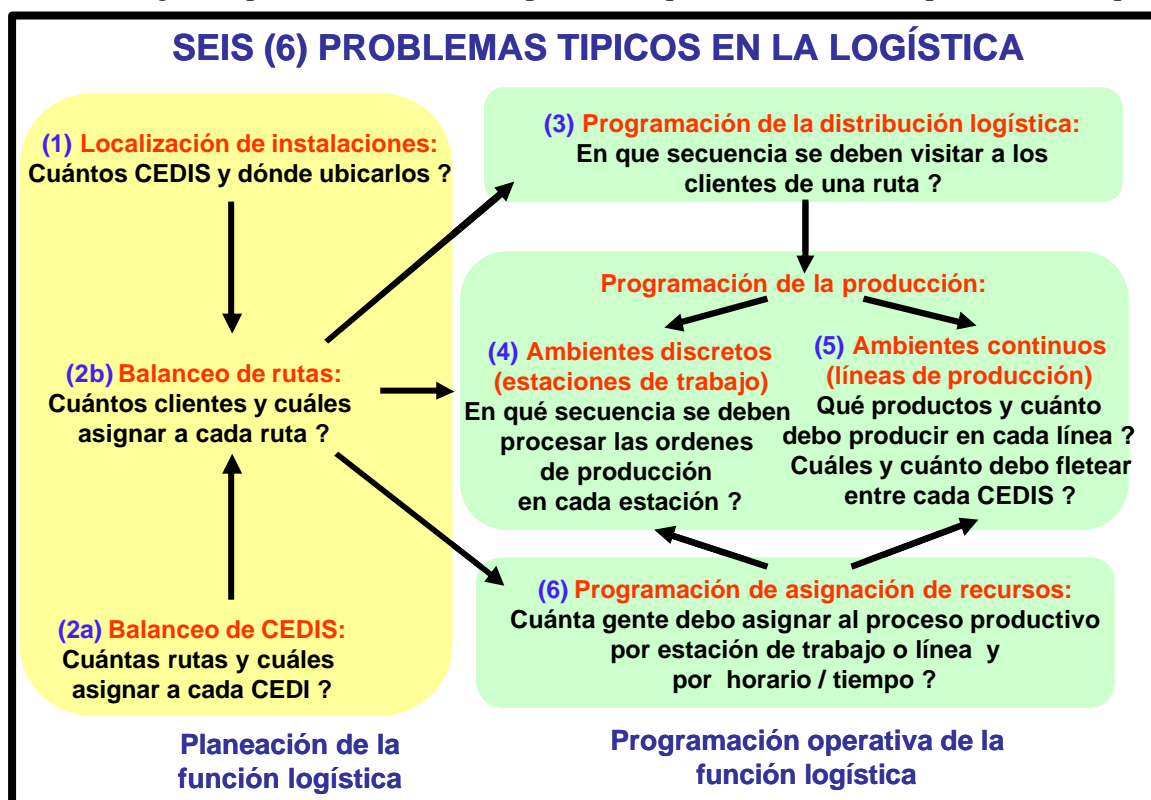 SEIS (6) PROBLEMAS TIPICOS EN LA LOGÍSTICA
(1) Localización de instalaciones:
Cuántos CEDIS y dónde ubicarlos ?
(2b) Balanceo de rutas:
Cuántos clientes y cuáles
asignar a cada ruta ?
(2a) Balanceo de CEDIS:
Cuántas rutas y cuáles
asignar a cada CEDI ?
Planeación de la
función logística
(3) Programación de la distribución logística:
En que secuencia se deben visitar a los
clientes de una ruta ?
Programación de la producción:
(4) Ambientes discretos
(estaciones de trabajo)
En qué secuencia se deben
procesar las ordenes
de producción
en cada estación ?
(5) Ambientes continuos
(líneas de producción)
Qué productos y cuánto
debo producir en cada línea ?
Cuáles y cuánto debo fletear
entre cada CEDIS ?
(6) Programación de asignación de recursos:
Cuánta gente debo asignar al proceso productivo
por estación de trabajo o línea y
por horario / tiempo ?
Programación operativa de la
función logística